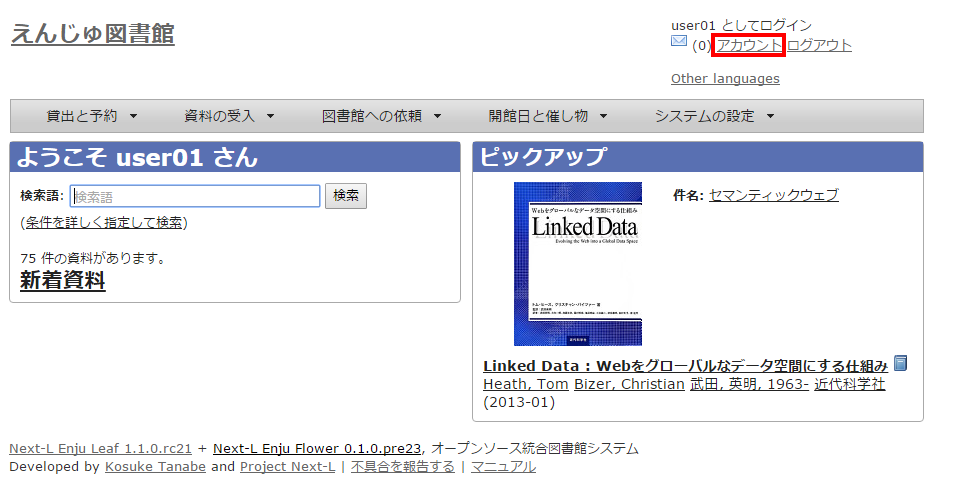 えんじゅ図書館
user01 としてログイン
(0) アカウント ログアウト
Other languages
貸出と予約 資料の受入 図書館への依頼 開館日と催し物 システムの設定
ようこそ user01 さん
検索語: 検索語 検索
(条件を詳しく指定して検索)
75 件の資料があります。
新着資料
ピックアップ
Webをグローバルなデータ空間にする仕組み
Linked Data
Evolving the Web into a Global Data Space
トム・ヒース、クリスチャン・バイツァー 著
近代科学社
件名: セマンティックウェブ
Linked Data : Webをグローバルなデータ空間にする仕組み
Heath, Tom Bizer, Christian 武田, 英明, 1963- 近代科学社
(2013-01)
Next-L Enju Leaf 1.1.0.rc21 + Next-L Enju Flower 0.1.0.pre23, オープンソース統合図書館システム
Developed by Kosuke Tanabe and Project Next-L | 不具合を報告する | マニュアル